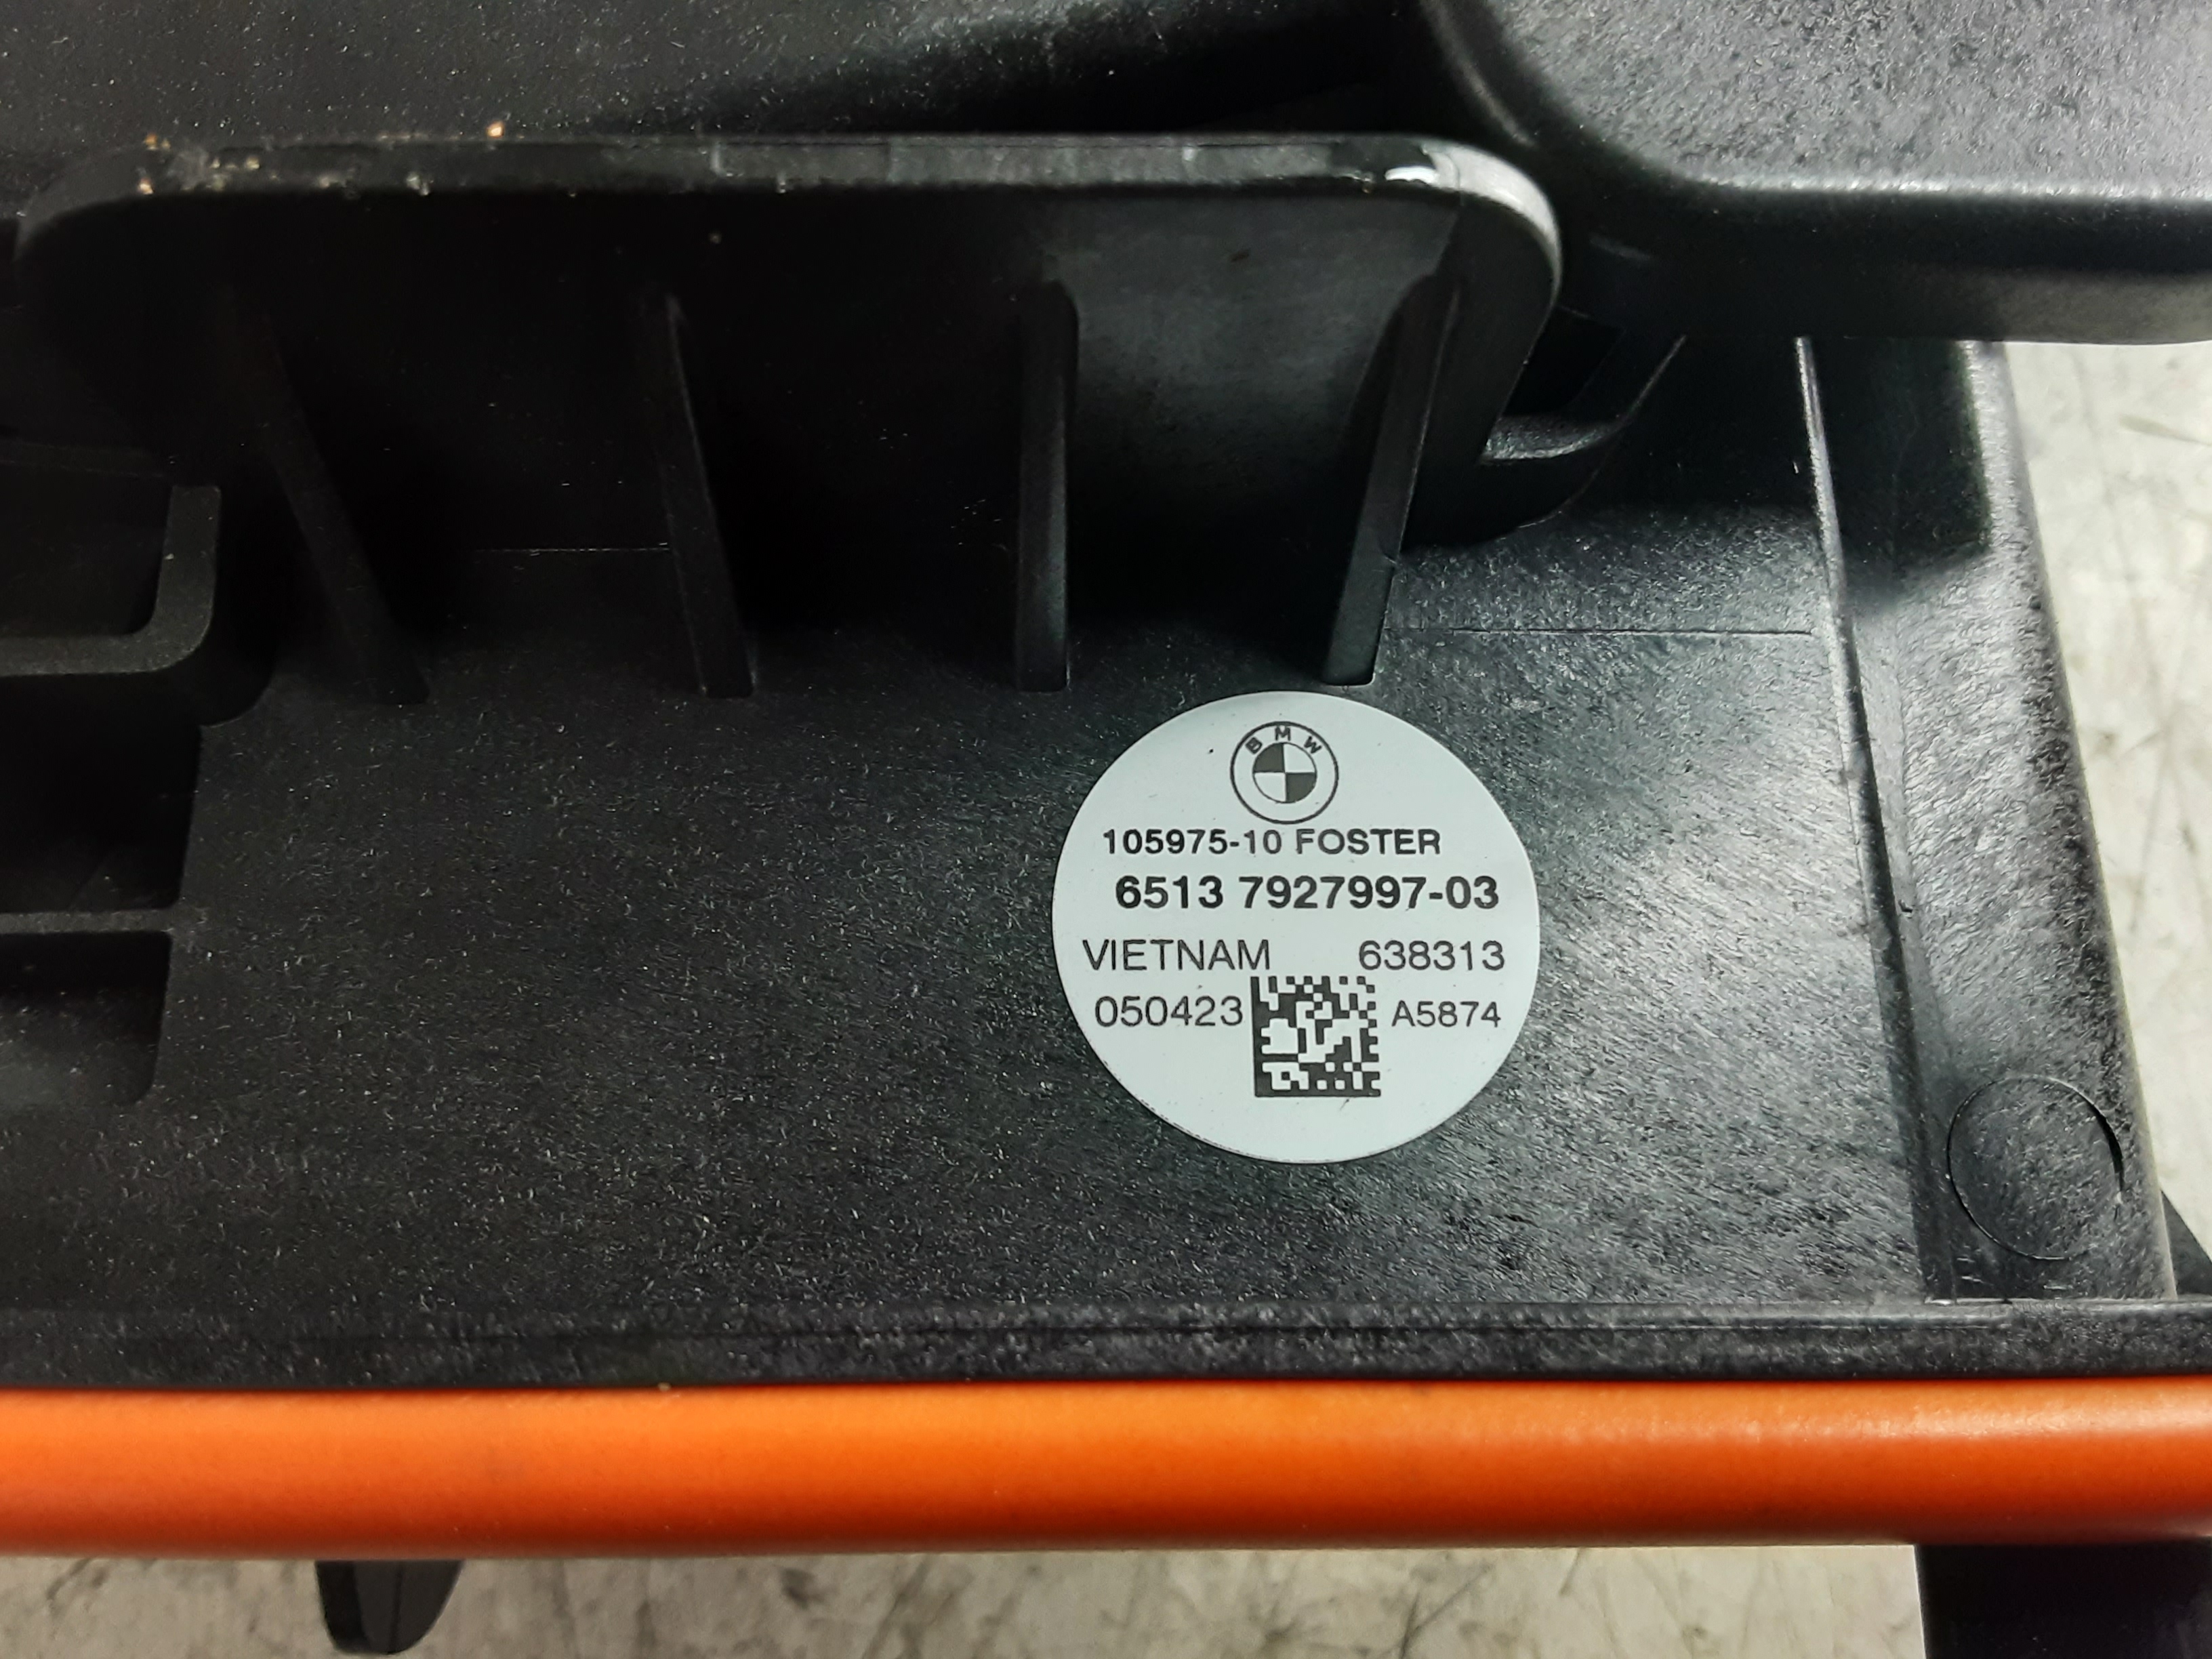 BMW
105975-10 FOSTER
6513 7927997-03
VIETNAM 638313
050423 A5874